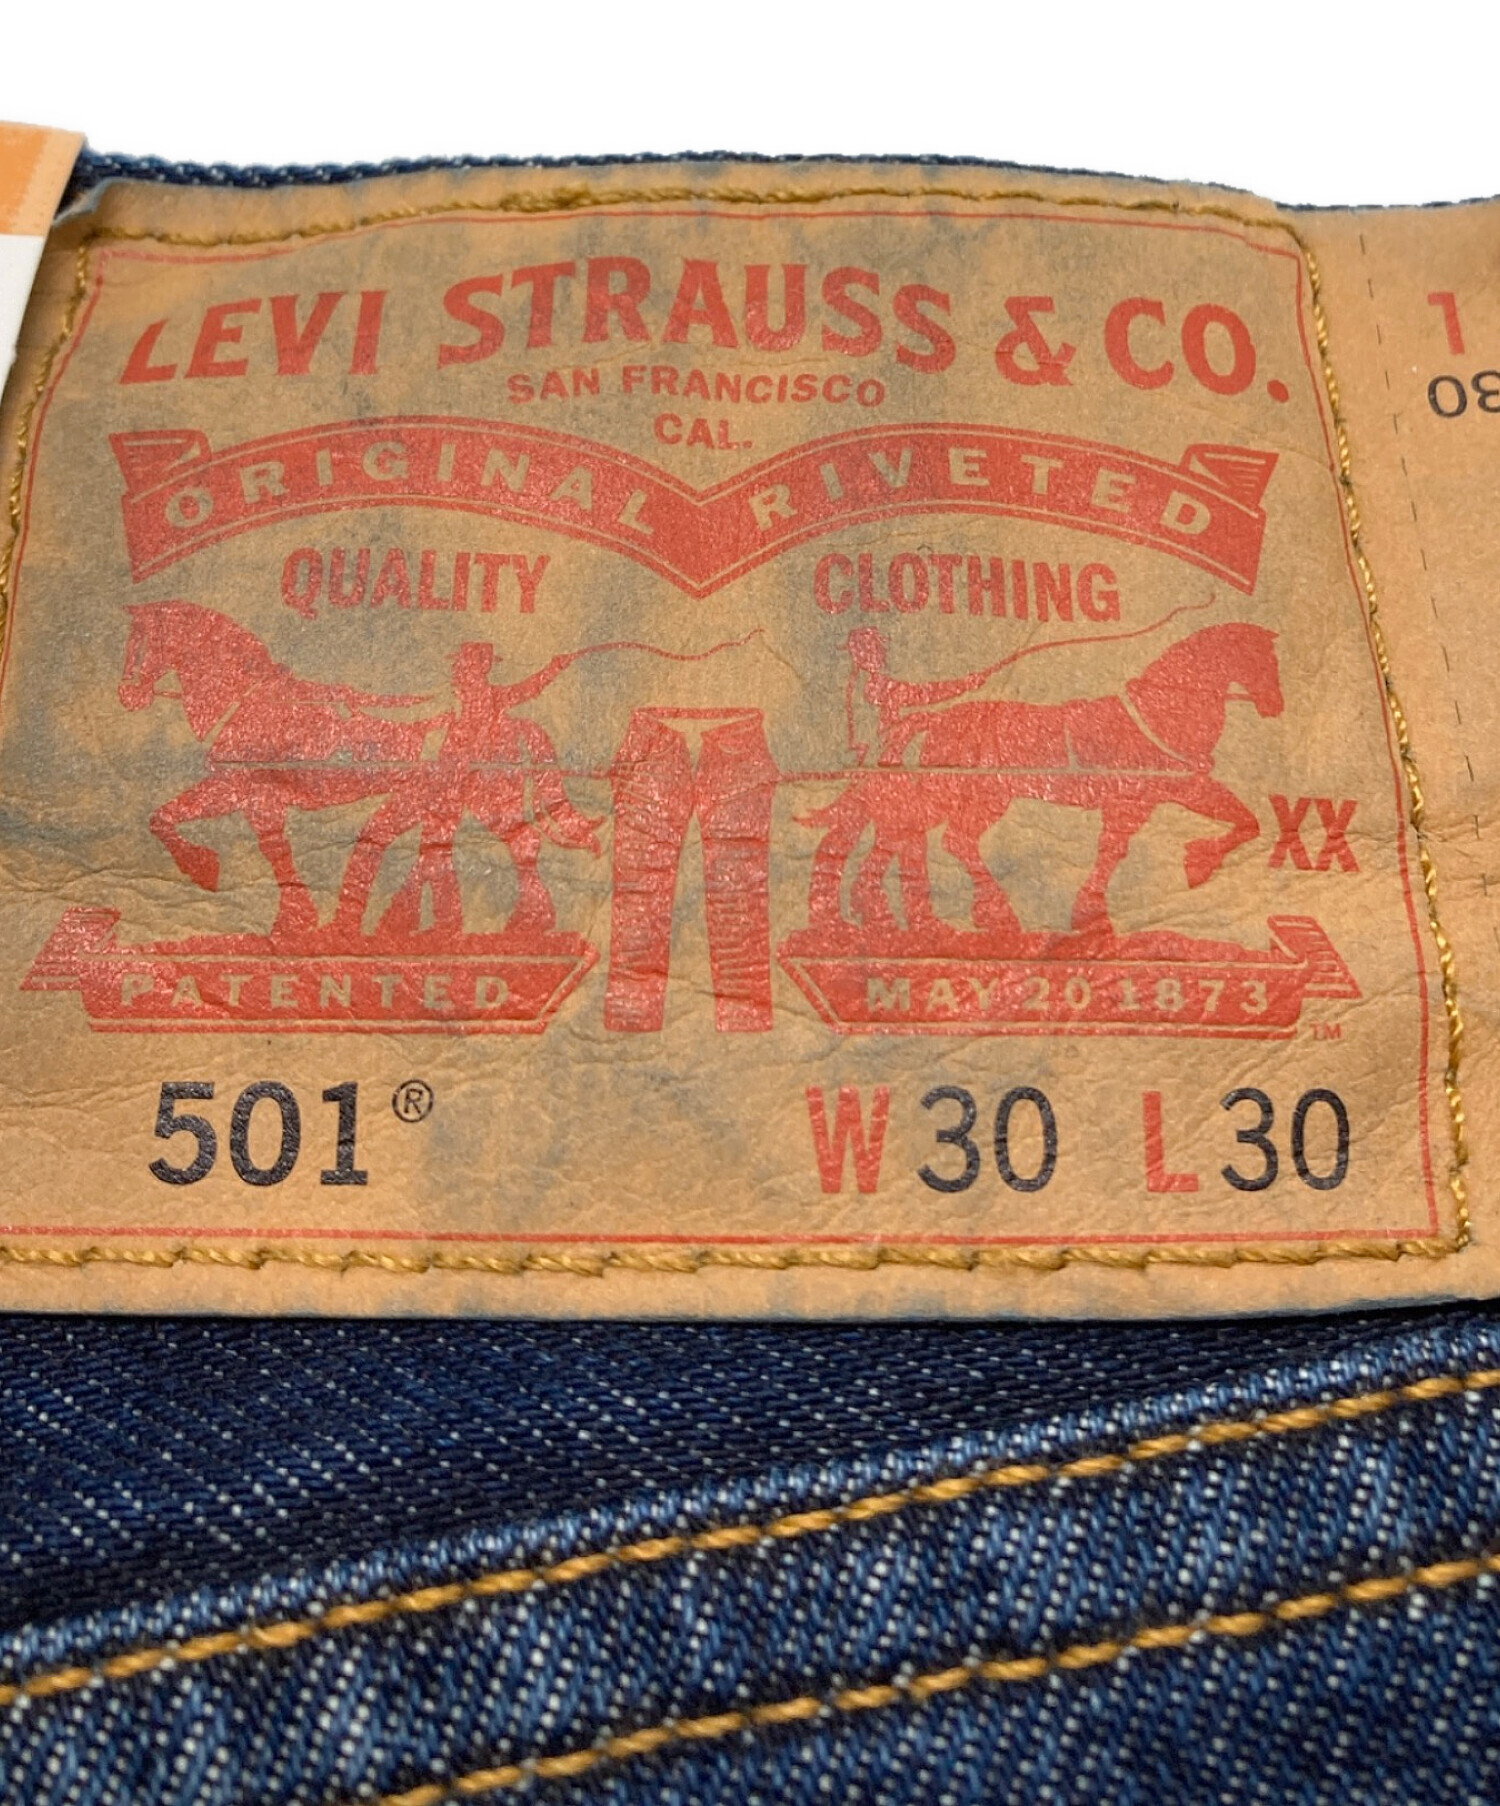 LEVI STRAUSS & CO.
SAN FRANCISCO
CAL.
ORIGINAL RIVETED
QUALITY CLOTHING
XX
PATENTED MAY 20 1873
TM
501® W30 L30
1